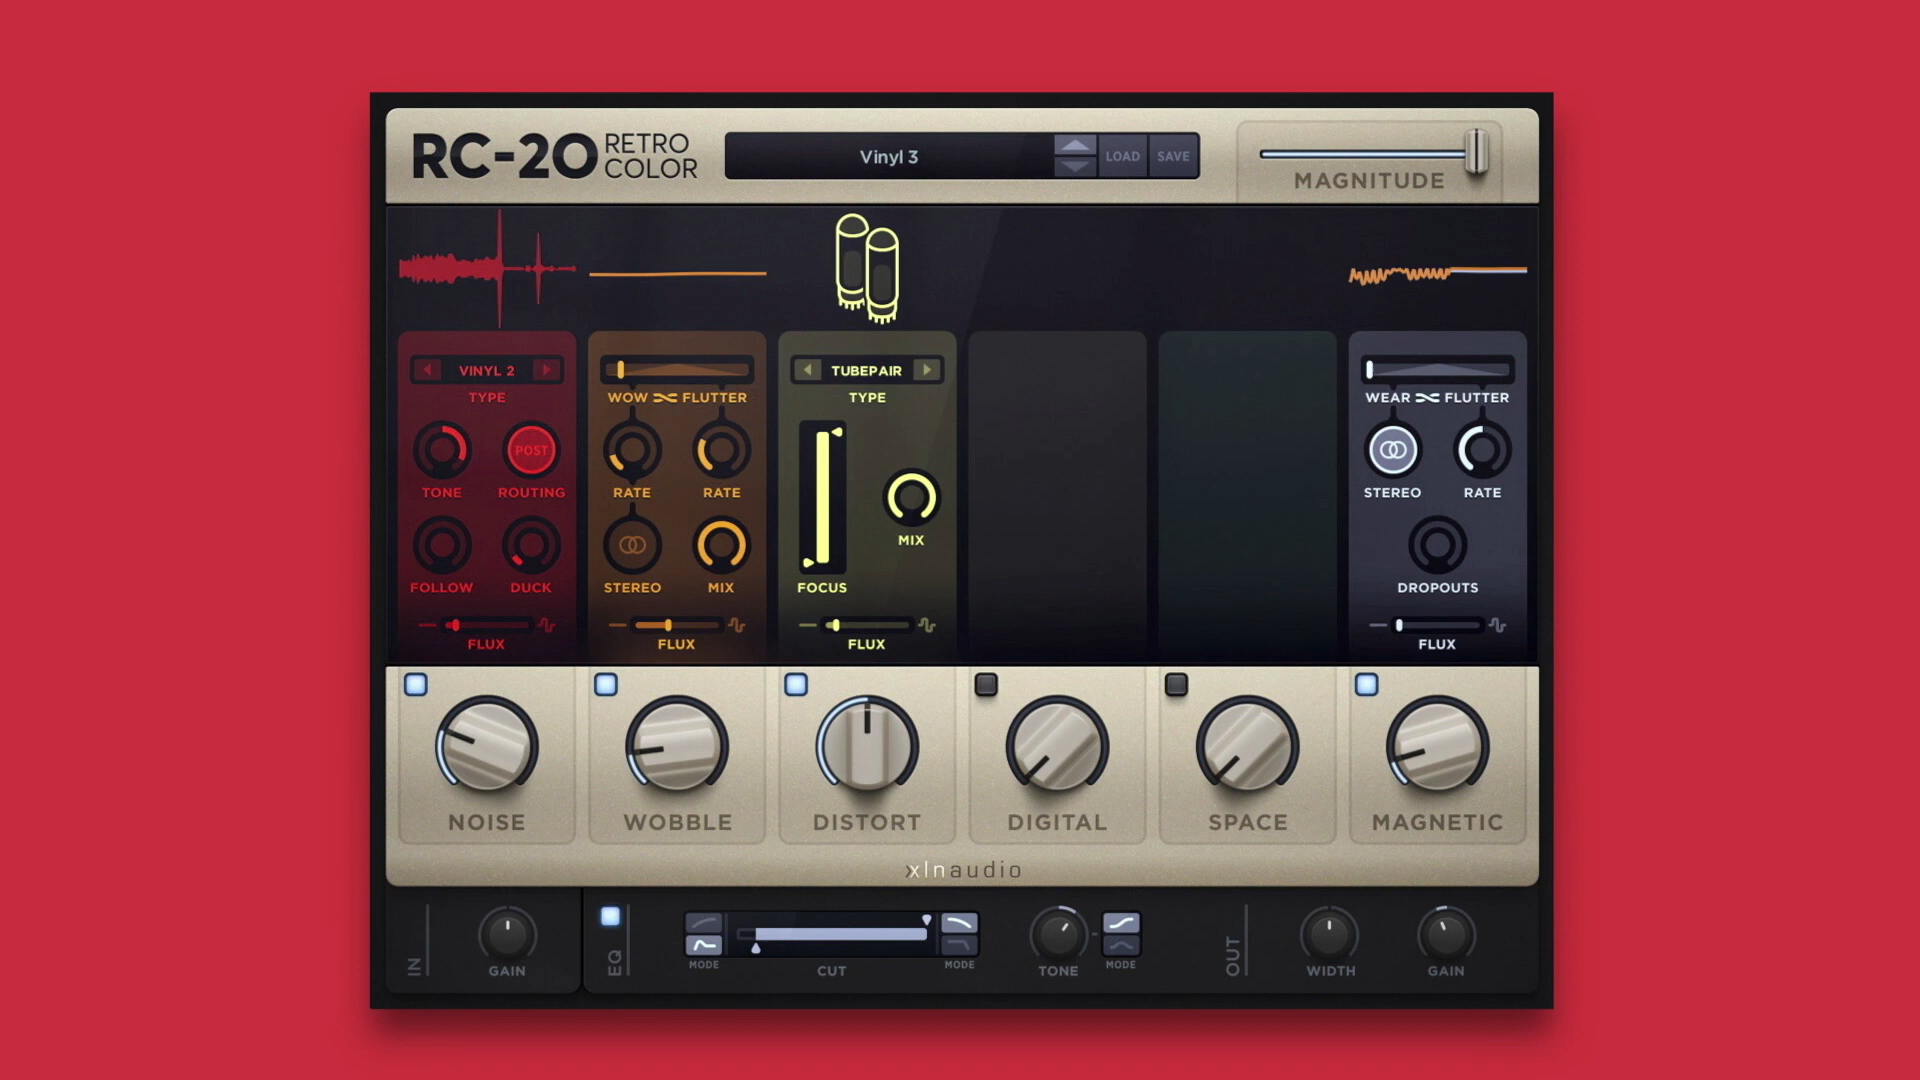 RC-20
RETRO
COLOR
Vinyl 3
LOAD
SAVE
MAGNITUDE
VINYL 2
TYPE
TONE
POST
ROUTING
FOLLOW
DUCK
FLUX
WOW
FLUTTER
RATE
RATE
STEREO
MIX
FLUX
TUBEPAIR
TYPE
FOCUS
MIX
FLUX
WEAR
FLUTTER
STEREO
RATE
DROPOUTS
FLUX
NOISE
WOBBLE
DISTORT
DIGITAL
SPACE
MAGNETIC
xlnaudio
IN
GAIN
EQ
MODE
CUT
MODE
TONE
MODE
OUT
WIDTH
GAIN